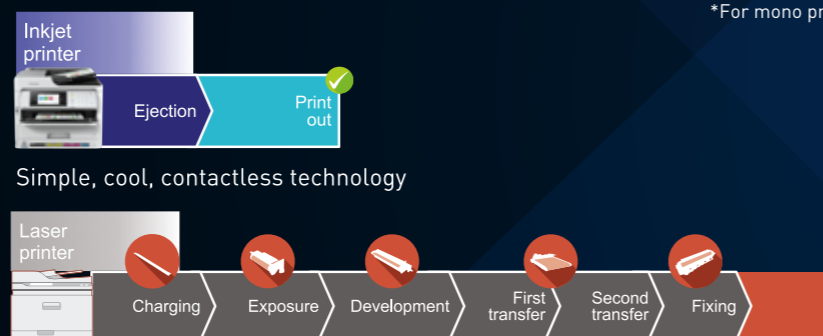 *For mono pr
Inkjet
printer
Ejection
Print
out
Simple, cool, contactless technology
Laser
printer
Charging
Exposure
Development
First
transfer
Second
transfer
Fixing